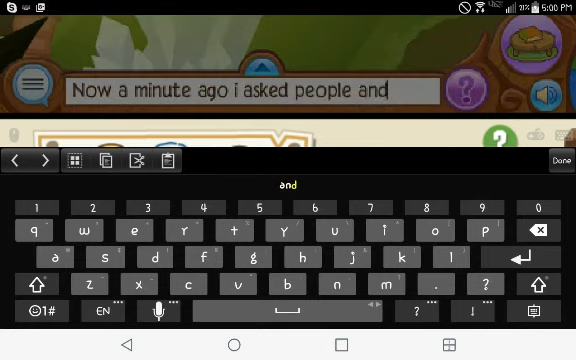 21% 5:00 PM
Now a minute ago i asked people and
?
?
Done
and
1 2 3 4 5 6 7 8 9 0
q w e r t y u i o p
a s d f g h j k l
z x c v b n m . ?
☺1# EN ? !